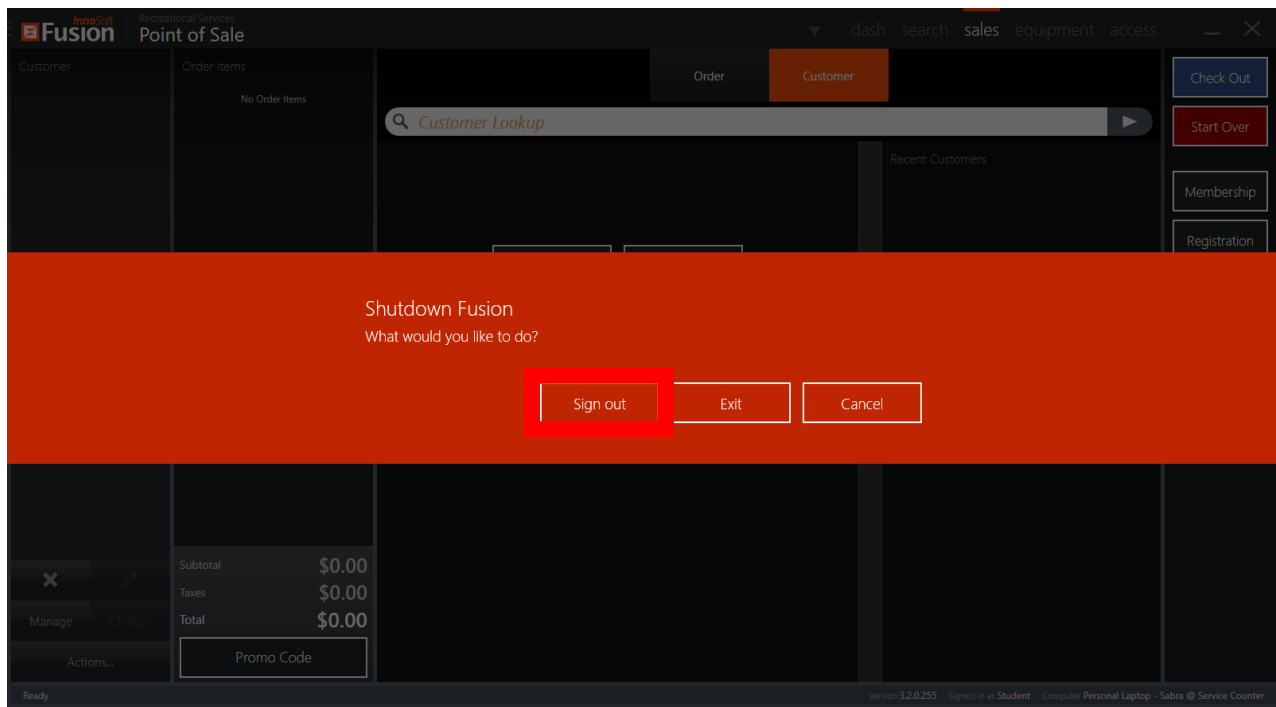 InnoSoft
Fusion
Recreational Services
Point of Sale
dash search sales equipment access
Customer
Order Items
No Order Items
Order
Customer
Customer Lookup
Recent Customers
Check Out
Start Over
Membership
Registration
Shutdown Fusion
What would you like to do?
Sign out
Exit
Cancel
Manage
Change
Actions...
Subtotal $0.00
Taxes $0.00
Total $0.00
Promo Code
Ready
Version 3.2.0.255 Signed in as Student Computer Personal Laptop - Sabra @ Service Counter